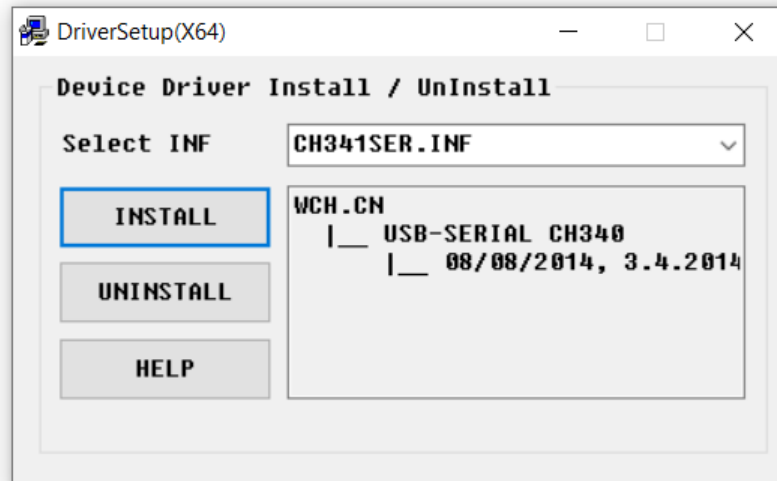 DriverSetup(X64)
Device Driver Install / UnInstall
Select INF
CH341SER.INF
INSTALL
WCH.CN
|__ USB-SERIAL CH340
|__ 08/08/2014, 3.4.2014
UNINSTALL
HELP